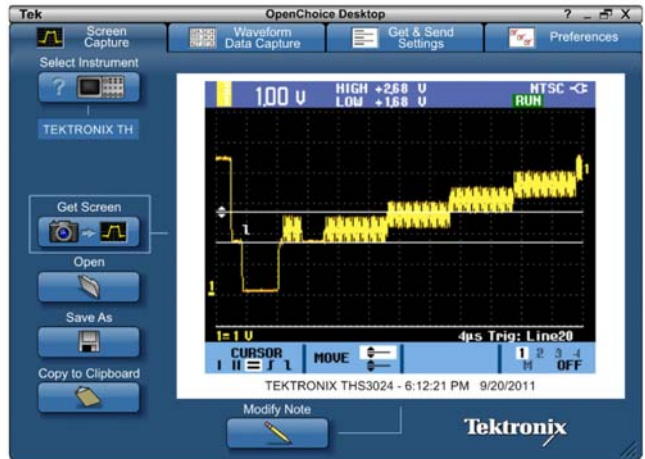 Tek OpenChoice Desktop ? _ X
Screen
Capture
Waveform
Data Capture
Get & Send
Settings
Preferences
Select Instrument
?
TEKTRONIX TH
Get Screen
Open
Save As
Copy to Clipboard
1.00 V
HIGH +2.68 V
LOW +1.68 V
NTSC
RUN
1
1
1= 1 V
4µs Trig: Line20
CURSOR
MOVE
1 2 3 4
M OFF
TEKTRONIX THS3024 - 6:12:21 PM 9/20/2011
Modify Note
Tektronix